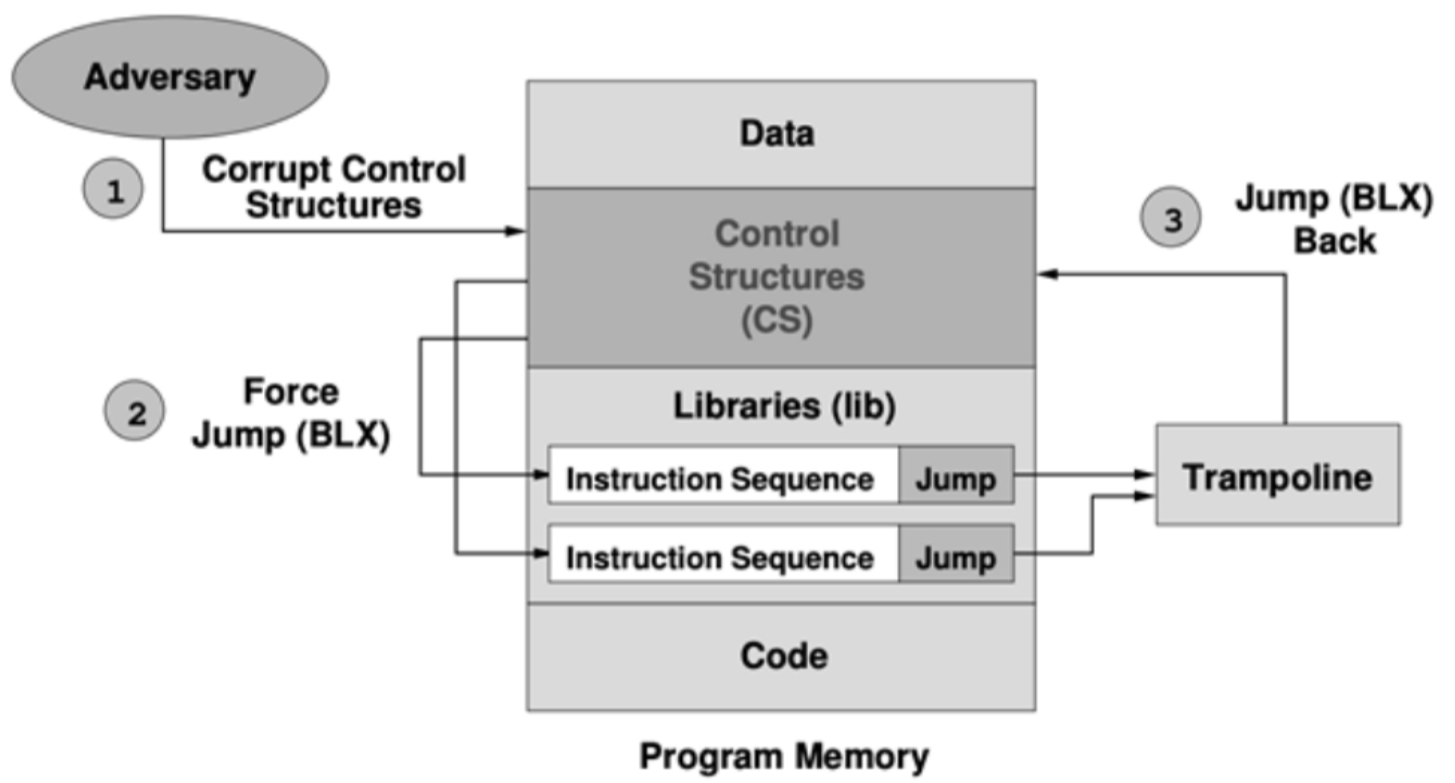 Adversary
1
Corrupt Control
Structures
Data
Control
Structures
(CS)
3
Jump (BLX)
Back
2
Force
Jump (BLX)
Libraries (lib)
Instruction Sequence
Jump
Instruction Sequence
Jump
Trampoline
Code
Program Memory